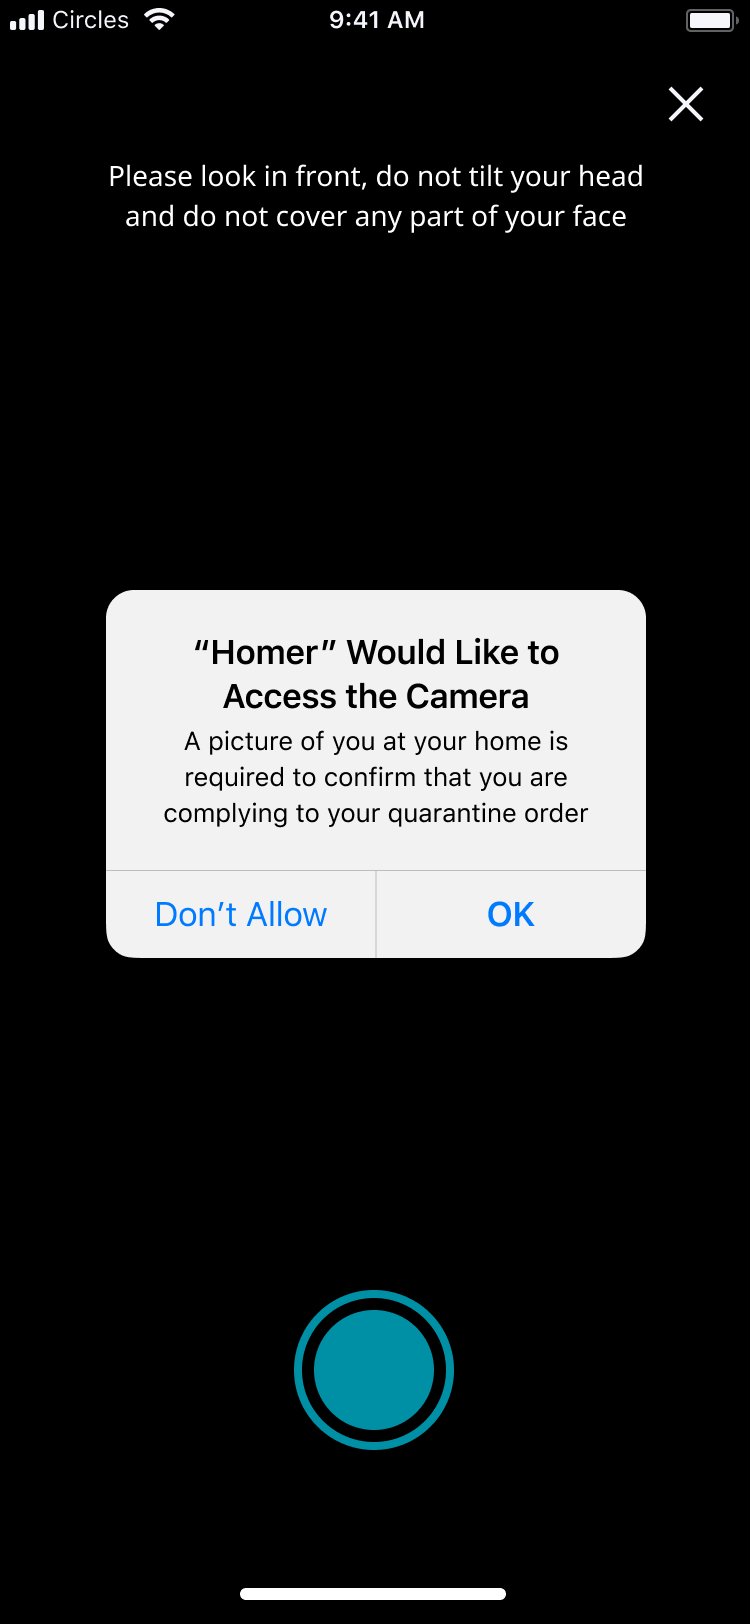 Circles
9:41 AM
Please look in front, do not tilt your head
and do not cover any part of your face
“Homer” Would Like to
Access the Camera
A picture of you at your home is
required to confirm that you are
complying to your quarantine order
Don’t Allow
OK